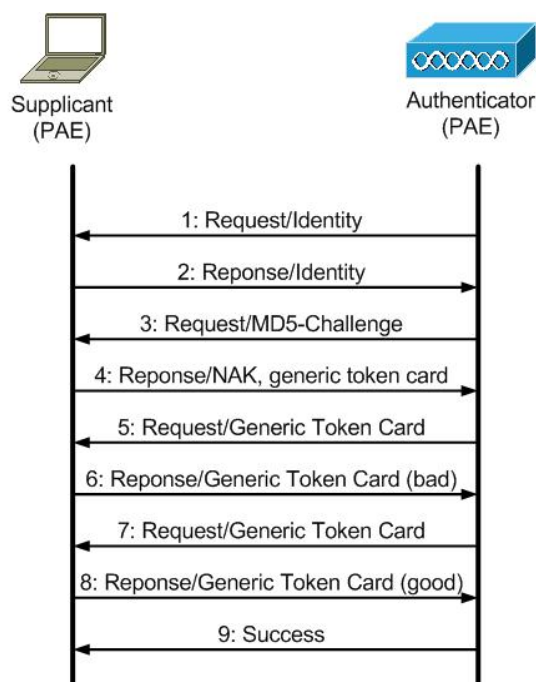 Supplicant
(PAE)
Authenticator
(PAE)
1: Request/Identity
2: Reponse/Identity
3: Request/MD5-Challenge
4: Reponse/NAK, generic token card
5: Request/Generic Token Card
6: Reponse/Generic Token Card (bad)
7: Request/Generic Token Card
8: Reponse/Generic Token Card (good)
9: Success